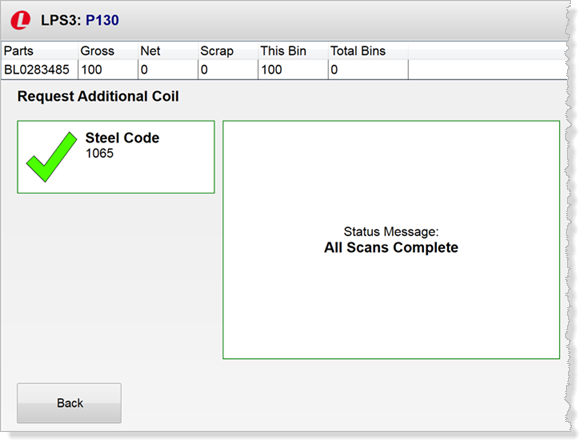 L LPS3: P130
Parts Gross Net Scrap This Bin Total Bins
BL0283485 100 0 0 100 0
Request Additional Coil
Steel Code
1065
Status Message:
All Scans Complete
Back